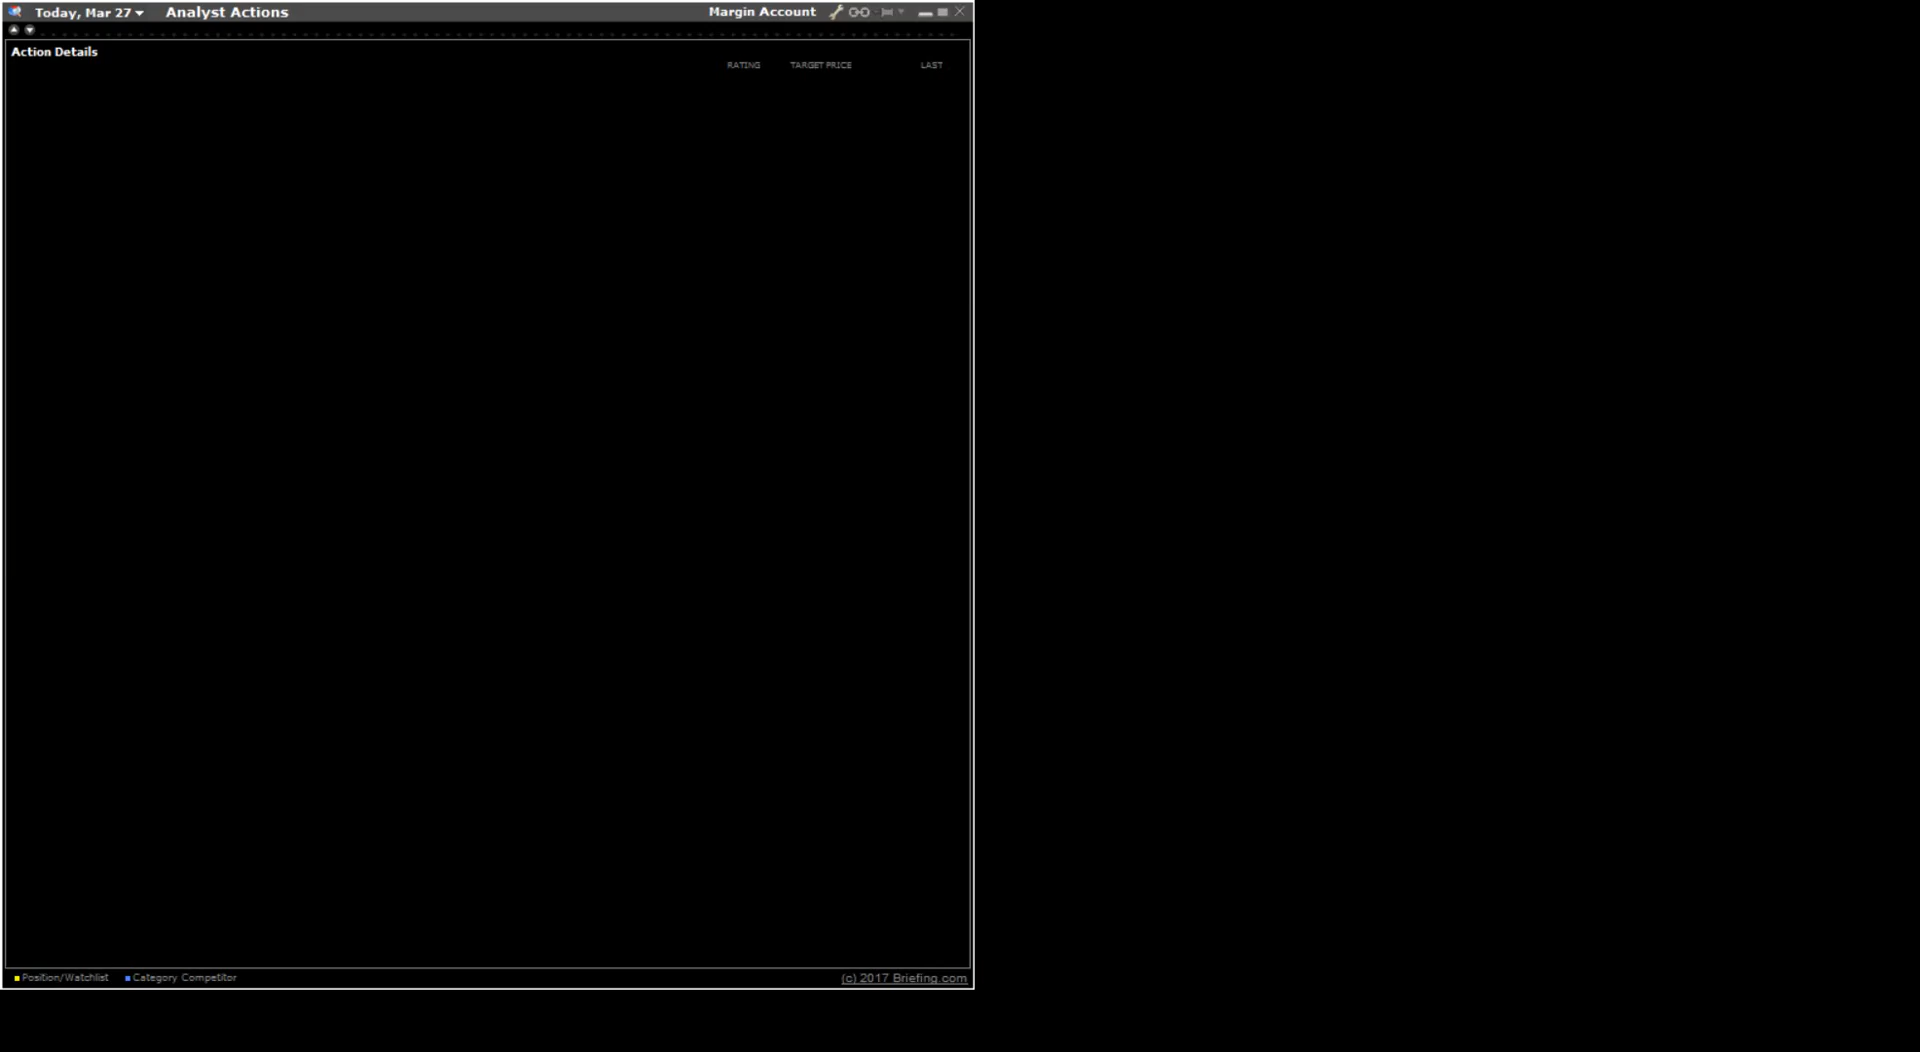 Today, Mar 27 Analyst Actions Margin Account
Action Details
RATING TARGET PRICE LAST
Position/Watchlist Category Competitor (c) 2017 Briefing.com